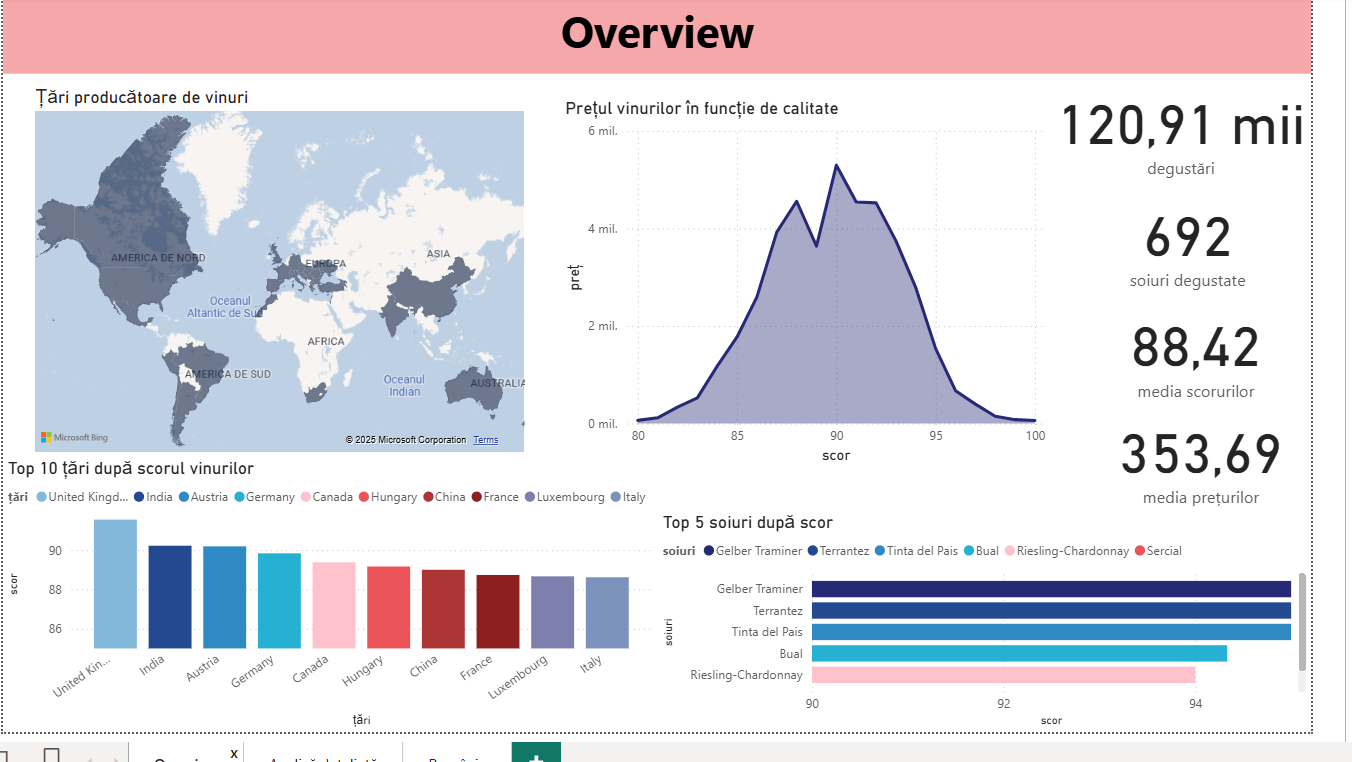 Overview
Țări producătoare de vinuri
AMERICA DE NORD
EUROPA
ASIA
Oceanul
Altantic de Sud
AFRICA
AMERICA DE SUD
Oceanul
Indian
AUSTRALIA
Microsoft Bing
© 2025 Microsoft Corporation Terms
Prețul vinurilor în funcție de calitate
6 mil.
4 mil.
2 mil.
0 mil.
preț
80 85 90 95 100
scor
120,91 mii
degustări
692
soiuri degustate
88,42
media scorurilor
353,69
media prețurilor
Top 10 țări după scorul vinurilor
țări United Kingd... India Austria Germany Canada Hungary China France Luxembourg Italy
90
88
86
scor
United Kin... India Austria Germany Canada Hungary China France Luxembourg Italy
țări
Top 5 soiuri după scor
soiuri Gelber Traminer Terrantez Tinta del Pais Bual Riesling-Chardonnay Sercial
Gelber Traminer
Terrantez
Tinta del Pais
Bual
Riesling-Chardonnay
soiuri
90 92 94
scor
x